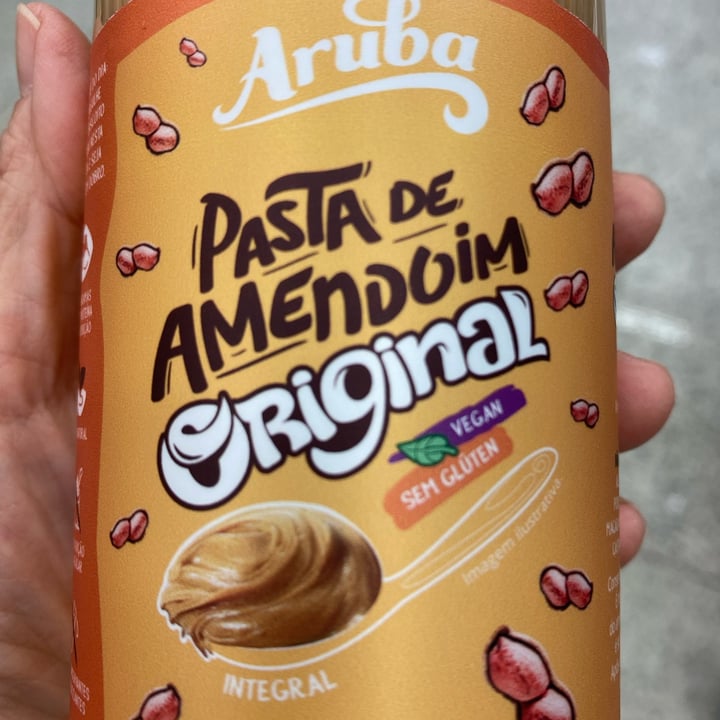 Aruba
PASTA DE
AMENDOIM
ORIGINAL
VEGAN
SEM GLÚTEN
Imagem ilustrativa.
INTEGRAL